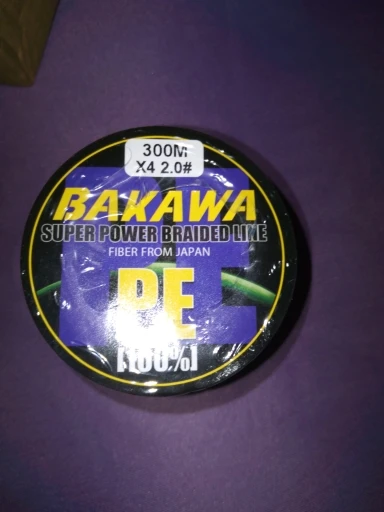 300M
X4 2.0#
BAKAWA
SUPER POWER BRAIDED LINE
FIBER FROM JAPAN
PE
[100%]